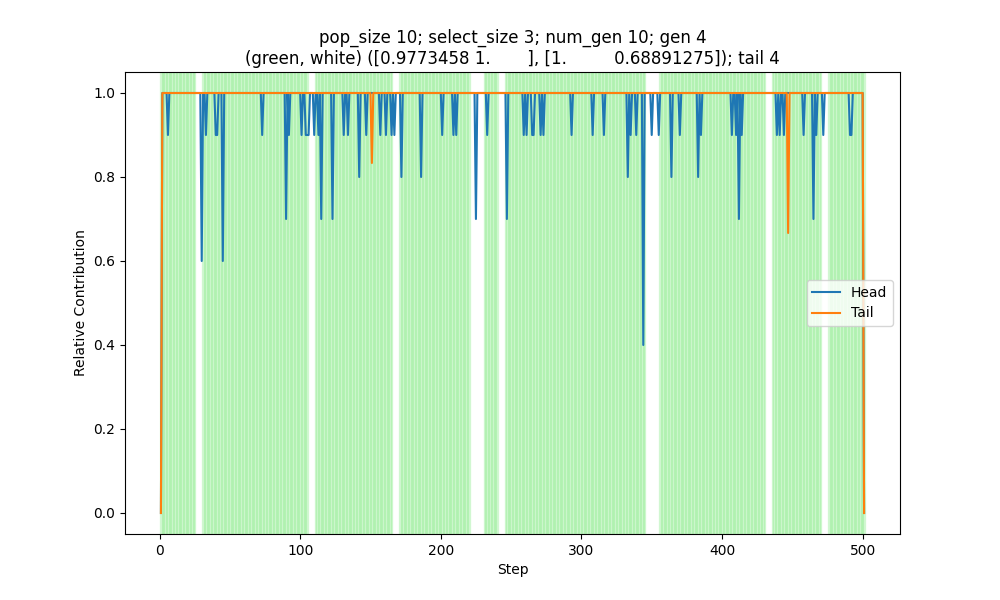 pop_size 10; select_size 3; num_gen 10; gen 4
(green, white) ([0.9773458 1.       ], [1.         0.68891275]); tail 4
1.0
0.8
0.6
0.4
0.2
0.0
Relative Contribution
Head
Tail
0 100 200 300 400 500
Step